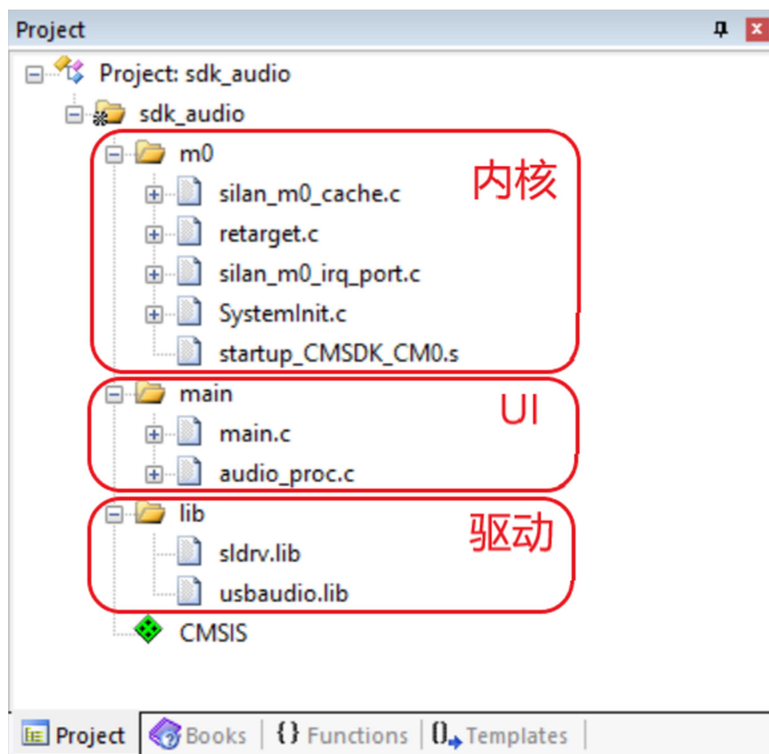 Project
Project: sdk_audio
sdk_audio
m0
内核
silan_m0_cache.c
retarget.c
silan_m0_irq_port.c
SystemInit.c
startup_CMSDK_CM0.s
main
UI
main.c
audio_proc.c
lib
驱动
sldrv.lib
usbaudio.lib
CMSIS
Project Books {} Functions 0 Templates